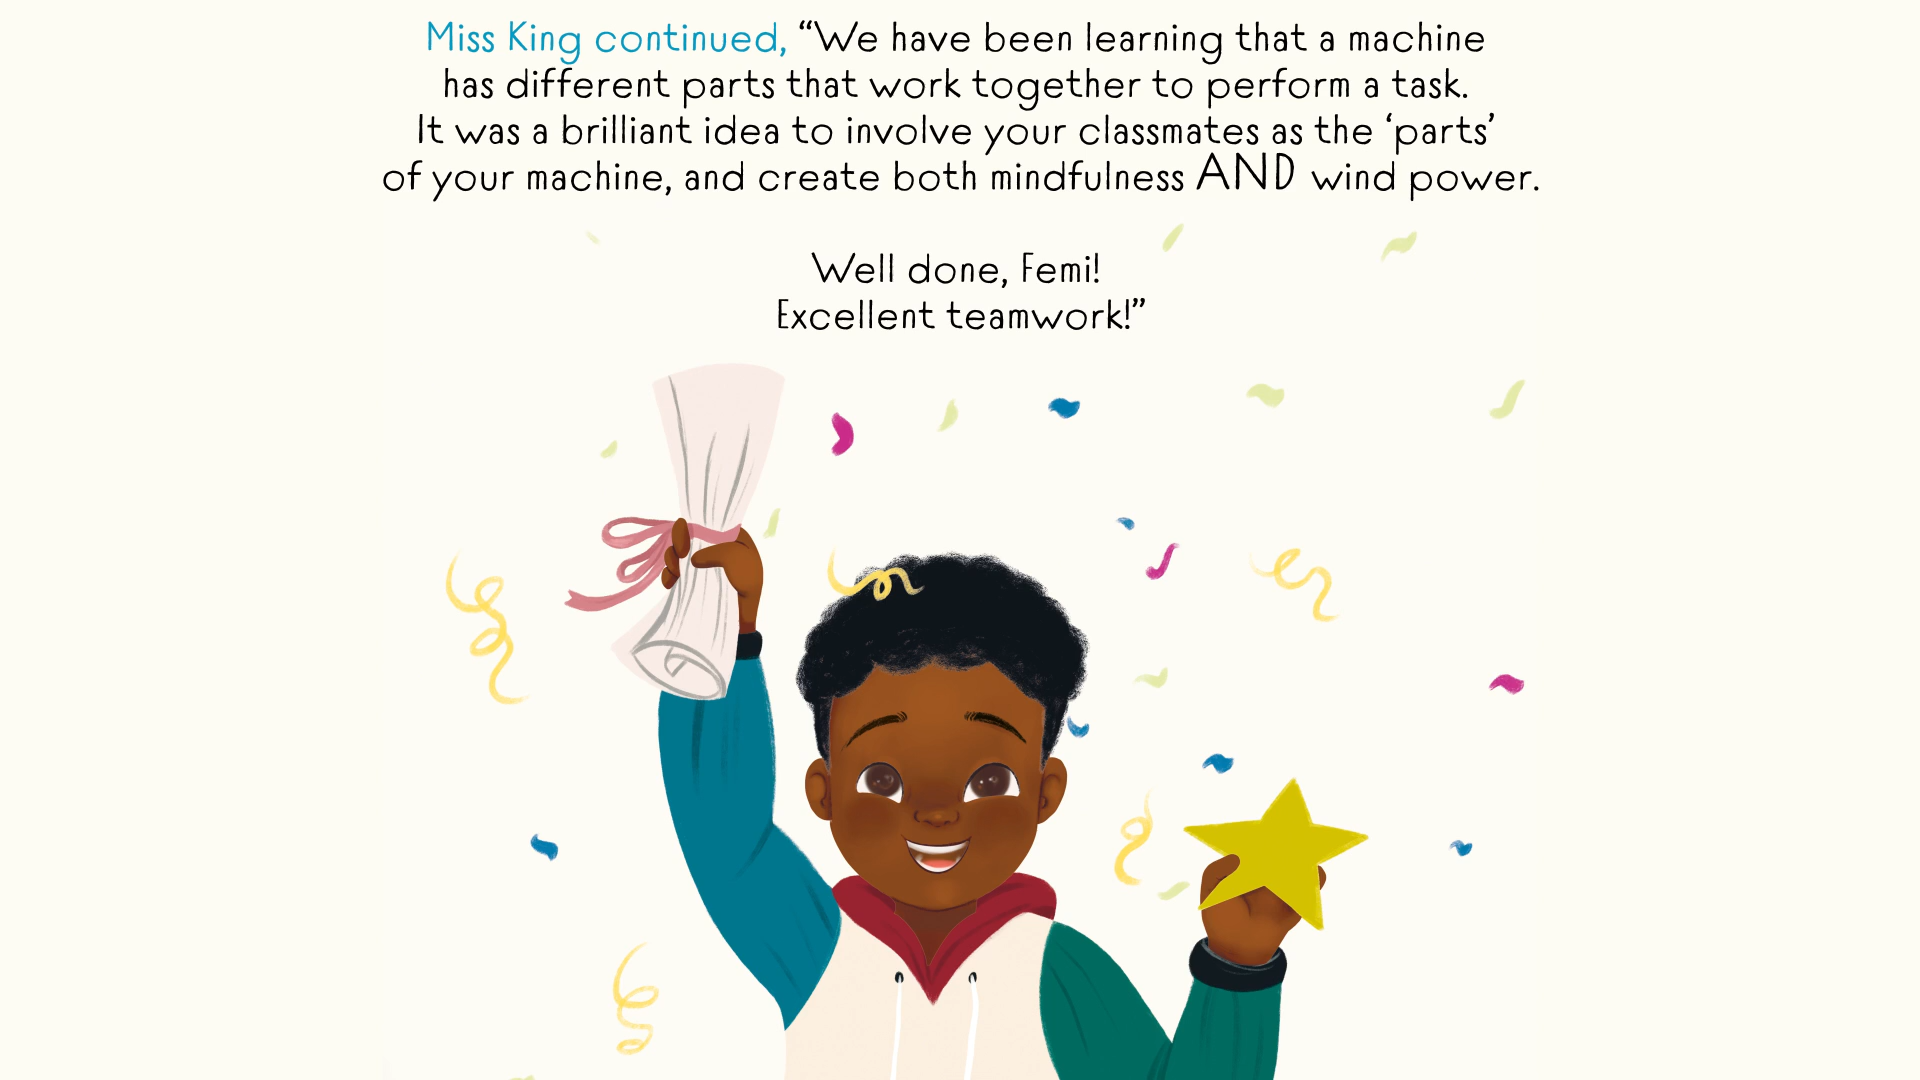 Miss King continued, “We have been learning that a machine
has different parts that work together to perform a task.
It was a brilliant idea to involve your classmates as the ‘parts’
of your machine, and create both mindfulness AND wind power.
Well done, Femi!
Excellent teamwork!”